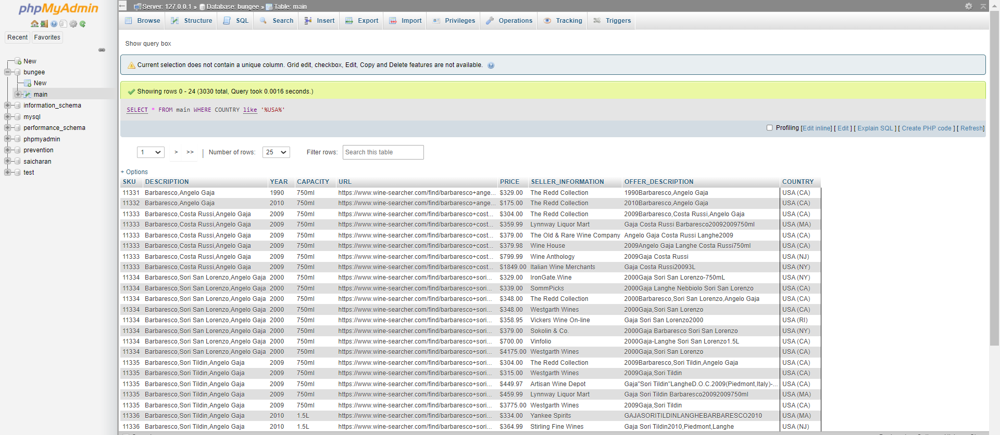 phpMyAdmin
Recent Favorites
New
bungee
New
main
information_schema
mysql
performance_schema
phpmyadmin
prevention
saicharan
test
Server: 127.0.0.1 » Database: bungee » Table: main
Browse Structure SQL Search Insert Export Import Privileges Operations Tracking Triggers
Show query box
Current selection does not contain a unique column. Grid edit, checkbox, Edit, Copy and Delete features are not available.
Showing rows 0 - 24 (3030 total, Query took 0.0016 seconds.)
SELECT * FROM main WHERE COUNTRY like '%USA%'
Profiling [Edit inline] [ Edit ] [ Explain SQL ] [ Create PHP code ] [ Refresh]
1 > >> | Number of rows: 25 Filter rows: Search this table
+ Options
SKU DESCRIPTION YEAR CAPACITY URL PRICE SELLER_INFORMATION OFFER_DESCRIPTION COUNTRY
11331 Barbaresco,Angelo Gaja 1990 750ml https://www.wine-searcher.com/find/barbaresco+ange... $329.00 The Redd Collection 1990Barbaresco,Angelo Gaja USA (CA)
11332 Barbaresco,Angelo Gaja 2010 750ml https://www.wine-searcher.com/find/barbaresco+ange... $175.00 The Redd Collection 2010Barbaresco,Angelo Gaja USA (CA)
11333 Barbaresco,Costa Russi,Angelo Gaja 2009 750ml https://www.wine-searcher.com/find/barbaresco+cost... $304.00 The Redd Collection 2009Barbaresco,Costa Russi,Angelo Gaja USA (CA)
11333 Barbaresco,Costa Russi,Angelo Gaja 2009 750ml https://www.wine-searcher.com/find/barbaresco+cost... $359.99 Lynnway Liquor Mart Gaja Costa Russi Barbaresco20092009750ml USA (MA)
11333 Barbaresco,Costa Russi,Angelo Gaja 2009 750ml https://www.wine-searcher.com/find/barbaresco+cost... $379.00 The Old & Rare Wine Company Angelo Gaja Costa Russi Langhe2009 USA (CA)
11333 Barbaresco,Costa Russi,Angelo Gaja 2009 750ml https://www.wine-searcher.com/find/barbaresco+cost... $379.98 Wine House 2009Angelo Gaja Langhe Costa Russi750ml USA (CA)
11333 Barbaresco,Costa Russi,Angelo Gaja 2009 750ml https://www.wine-searcher.com/find/barbaresco+cost... $799.99 Wine Anthology 2009Gaja Costa Russi USA (NJ)
11333 Barbaresco,Costa Russi,Angelo Gaja 2009 750ml https://www.wine-searcher.com/find/barbaresco+cost... $1849.00 Italian Wine Merchants Gaja Costa Russi20093L USA (NY)
11334 Barbaresco,Sori San Lorenzo,Angelo Gaja 2000 750ml https://www.wine-searcher.com/find/barbaresco+sori... $329.00 IronGate.Wine 2000Gaja Sori San Lorenzo-750mL USA (NY)
11334 Barbaresco,Sori San Lorenzo,Angelo Gaja 2000 750ml https://www.wine-searcher.com/find/barbaresco+sori... $339.00 SommPicks 2000Gaja Langhe Nebbiolo Sori San Lorenzo USA (CA)
11334 Barbaresco,Sori San Lorenzo,Angelo Gaja 2000 750ml https://www.wine-searcher.com/find/barbaresco+sori... $348.00 The Redd Collection 2000Barbaresco,Sori San Lorenzo,Angelo Gaja USA (CA)
11334 Barbaresco,Sori San Lorenzo,Angelo Gaja 2000 750ml https://www.wine-searcher.com/find/barbaresco+sori... $348.00 Westgarth Wines 2000Gaja,Sori San Lorenzo USA (CA)
11334 Barbaresco,Sori San Lorenzo,Angelo Gaja 2000 750ml https://www.wine-searcher.com/find/barbaresco+sori... $358.95 Vickers Wine On-line Gaja Sori San Lorenzo2000 USA (RI)
11334 Barbaresco,Sori San Lorenzo,Angelo Gaja 2000 750ml https://www.wine-searcher.com/find/barbaresco+sori... $379.00 Sokolin & Co. 2000Gaja Barbaresco Sori San Lorenzo USA (NY)
11334 Barbaresco,Sori San Lorenzo,Angelo Gaja 2000 750ml https://www.wine-searcher.com/find/barbaresco+sori... $700.00 Vinfolio 2000Gaja-Langhe Sori San Lorenzo1.5L USA (CA)
11334 Barbaresco,Sori San Lorenzo,Angelo Gaja 2000 750ml https://www.wine-searcher.com/find/barbaresco+sori... $4175.00 Westgarth Wines 2000Gaja,Sori San Lorenzo USA (CA)
11335 Barbaresco,Sori Tildin,Angelo Gaja 2009 750ml https://www.wine-searcher.com/find/barbaresco+sori... $304.00 The Redd Collection 2009Barbaresco,Sori Tildin,Angelo Gaja USA (CA)
11335 Barbaresco,Sori Tildin,Angelo Gaja 2009 750ml https://www.wine-searcher.com/find/barbaresco+sori... $315.00 Westgarth Wines 2009Gaja,Sori Tildin USA (CA)
11335 Barbaresco,Sori Tildin,Angelo Gaja 2009 750ml https://www.wine-searcher.com/find/barbaresco+sori... $449.97 Artisan Wine Depot Gaja"Sori Tildin"LangheD.O.C.2009(Piedmont,Italy)-... USA (CA)
11335 Barbaresco,Sori Tildin,Angelo Gaja 2009 750ml https://www.wine-searcher.com/find/barbaresco+sori... $459.99 Lynnway Liquor Mart Gaja Sori Tildin Barbaresco20092009750ml USA (MA)
11335 Barbaresco,Sori Tildin,Angelo Gaja 2009 750ml https://www.wine-searcher.com/find/barbaresco+sori... $3775.00 Westgarth Wines 2009Gaja,Sori Tildin USA (CA)
11336 Barbaresco,Sori Tildin,Angelo Gaja 2010 1.5L https://www.wine-searcher.com/find/barbaresco+sori... $334.00 Yankee Spirits GAJASORITILDINLANGHEBARBARESCO2010 USA (MA)
11336 Barbaresco,Sori Tildin,Angelo Gaja 2010 1.5L https://www.wine-searcher.com/find/barbaresco+sori... $364.99 Stirling Fine Wines Gaja Sori Tildin2010,Piedmont,Langhe USA (NJ)